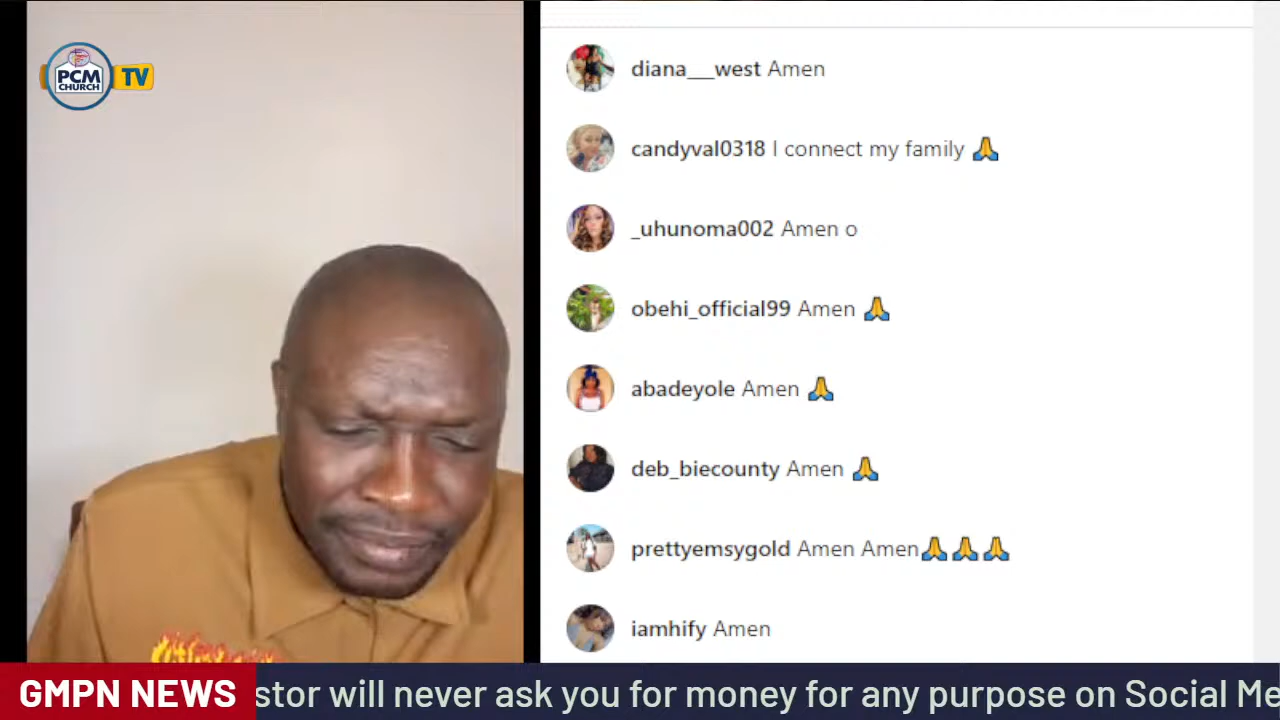 PCM
CHURCH
TV
diana___west Amen
candyval0318 I connect my family 🙏
_uhunoma002 Amen o
obehi_official99 Amen 🙏
abadeyole Amen 🙏
deb_biecounty Amen 🙏
prettyemsygold Amen Amen🙏🙏🙏
iamhify Amen
GMPN NEWS
stor will never ask you for money for any purpose on Social Me